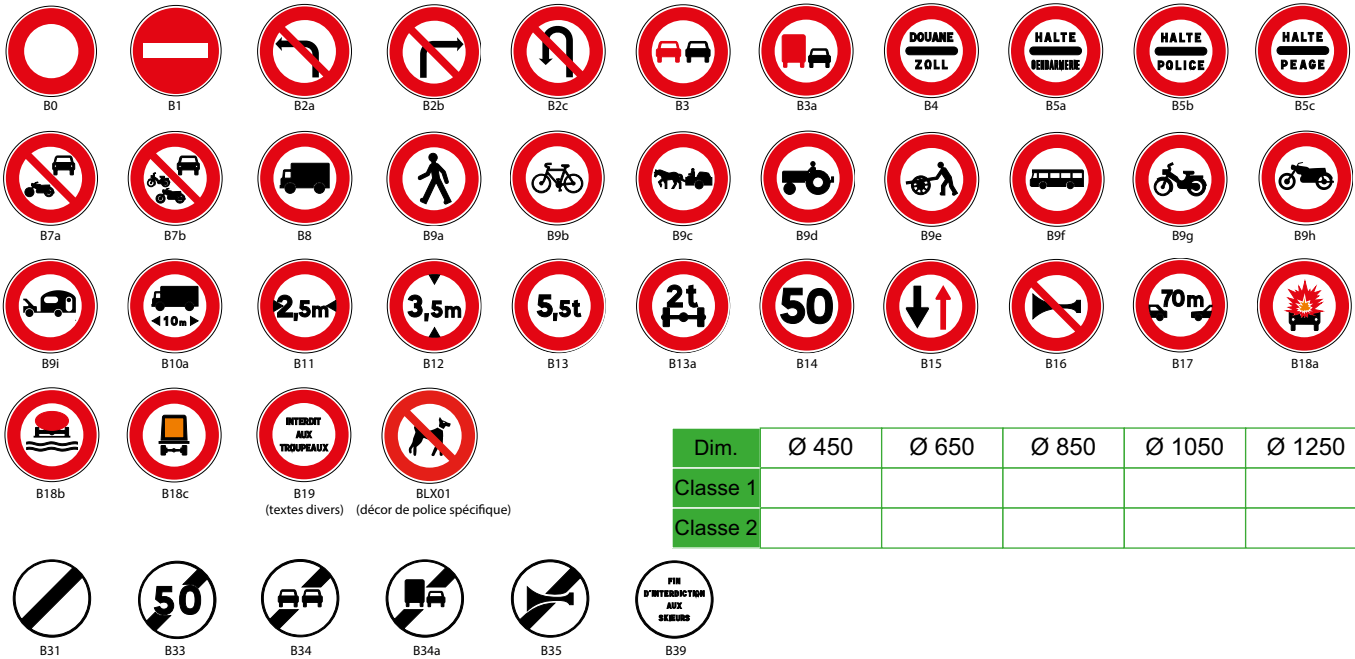 DOUANE
ZOLL
HALTE
GENDARMERIE
HALTE
POLICE
HALTE
PEAGE
B0 B1 B2a B2b B2c B3 B3a B4 B5a B5b B5c
B7a B7b B8 B9a B9b B9c B9d B9e B9f B9g B9h
10m
2,5m
3,5m
5,5t
2t
50
70m
B9i B10a B11 B12 B13 B13a B14 B15 B16 B17 B18a
INTERDIT
AUX
TROUPEAUX
B18b B18c B19 BLX01
(textes divers) (décor de police spécifique)
Dim. Ø 450 Ø 650 Ø 850 Ø 1050 Ø 1250
Classe 1
Classe 2
50
FIN
D'INTERDICTION
AUX
SKIEURS
B31 B33 B34 B34a B35 B39